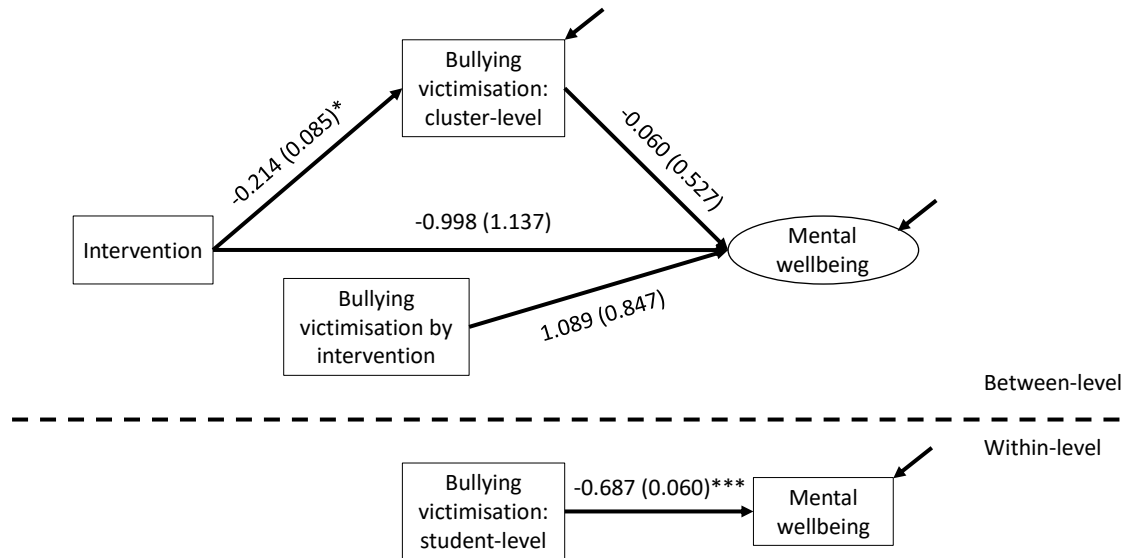 Bullying
victimisation:
cluster-level
-0.214 (0.085)*
-0.060 (0.527)
-0.998 (1.137)
Intervention
Mental
wellbeing
Bullying
victimisation by
intervention
1.089 (0.847)
Between-level
Within-level
Bullying
victimisation:
student-level
-0.687 (0.060)***
Mental
wellbeing